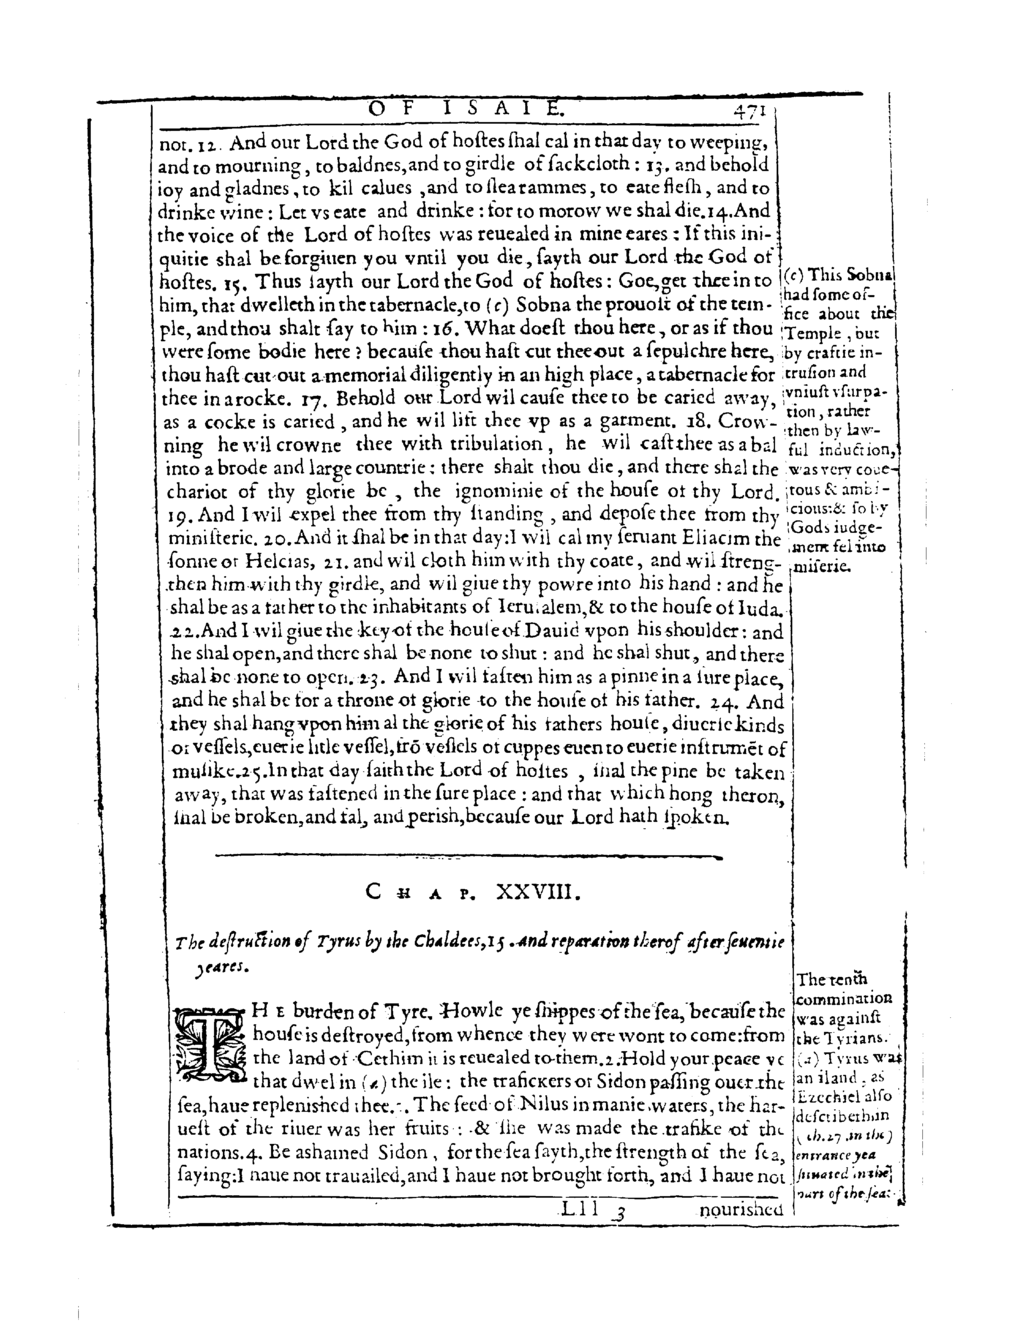 OF ISAIE. 471
not. 12. And our Lord the God of hoſtes ſhal cal in that day to weeping,
and to mourning, to baldnes, and to girdle of ſackcloth: 13. and behold
ioy and gladnes, to kil calues, and to ſlea rammes, to eate fleſh, and to
drinke wine: Let vs eate and drinke: for to morow we shal die. 14. And
the voice of the Lord of hoſtes was reuealed in mine eares: If this ini-
quitie shal be forgiuen you vntil you die, ſayth our Lord the God of
hoſtes. 15. Thus ſayth our Lord the God of hoſtes: Goe, get thee in to
him, that dwelleth in the tabernacle, to (c) Sobna the prouoſt of the tem-
ple, and thou shalt ſay to him: 16. What doeſt thou here, or as if thou
were ſome bodie here? becauſe thou haſt cut thee out a ſepulchre here,
thou haſt cut out a memorial diligently in an high place, a tabernacle for
thee in a rocke. 17. Behold our Lord wil cauſe thee to be caried away,
as a cocke is caried, and he wil lift thee vp as a garment. 18. Crow-
ning he wil crowne thee with tribulation, he wil caſt thee as a bal
into a brode and large countrie: there shalt thou die, and there shal the
chariot of thy glorie be, the ignominie of the houſe of thy Lord.
19. And I wil expel thee from thy ſtanding, and depoſe thee from thy
miniſterie. 20. And it ſhal be in that day: I wil cal my ſeruant Eliacim the
ſonne of Helcias, 21. and wil cloth him with thy coate, and wil ſtreng-
then him with thy girdle, and wil giue thy powre into his hand: and he
shal be as a father to the inhabitants of Ieruſalem, & to the houſe of Iuda.
22. And I wil giue the key of the houſe of Dauid vpon his shoulder: and
he shal open, and there shal be none to shut: and he shal shut, and there
shal be none to open. 23. And I wil faſten him as a pinne in a ſure place,
and he shal be for a throne of glorie to the houſe of his father. 24. And
they shal hang vpon him al the glorie of his fathers houſe, diuerſe kinds
of veſſels, euerie litle veſſel, frõ veſſels of cuppes euen to euerie inſtrumẽt of
muſike. 25. In that day ſaith the Lord of hoſtes, ſhal the pine be taken
away, that was faſtened in the ſure place: and that which hong theron,
ſhal be broken, and fal, and perish, becauſe our Lord hath ſpoken.
(c) This Sobna
had ſome of-
fice about the
Temple, but
by craftie in-
truſion and
vniuſt vſurpa-
tion, rather
then by law-
ful induction,
was very coue-
tous & ambi-
cious: & ſo by
Gods iudge-
ment fel into
miſerie.
CHAP. XXVIII.
The deſtruction of Tyrus by the Chaldees, 15. and reparation therof after ſeuentie
yeares.
THE burden of Tyre. Howle ye ſhippes of the ſea, becauſe the
houſe is deſtroyed, from whence they were wont to come: from
the land of Cethim it is reuealed to them. 2. Hold your peace ye
that dwel in (a) the ile: the trafickers of Sidon paſſing ouer the
ſea, haue replenished thee. 3. The ſeed of Nilus in manie waters, the har-
ueſt of the riuer was her fruits: & ſhe was made the trafike of the
nations. 4. Be ashamed Sidon, for the ſea ſayth, the ſtrength of the ſea,
ſaying: I haue not trauailed, and I haue not brought forth, and I haue not
The tenth
commination
was againſt
the Tyrians.
(a) Tyrus was
an iland, as
Ezechiel alſo
deſcribeth in
(ch. 27. in the)
entrance yea
ſituated in the
hart of the ſea:
Lll 3 nourished